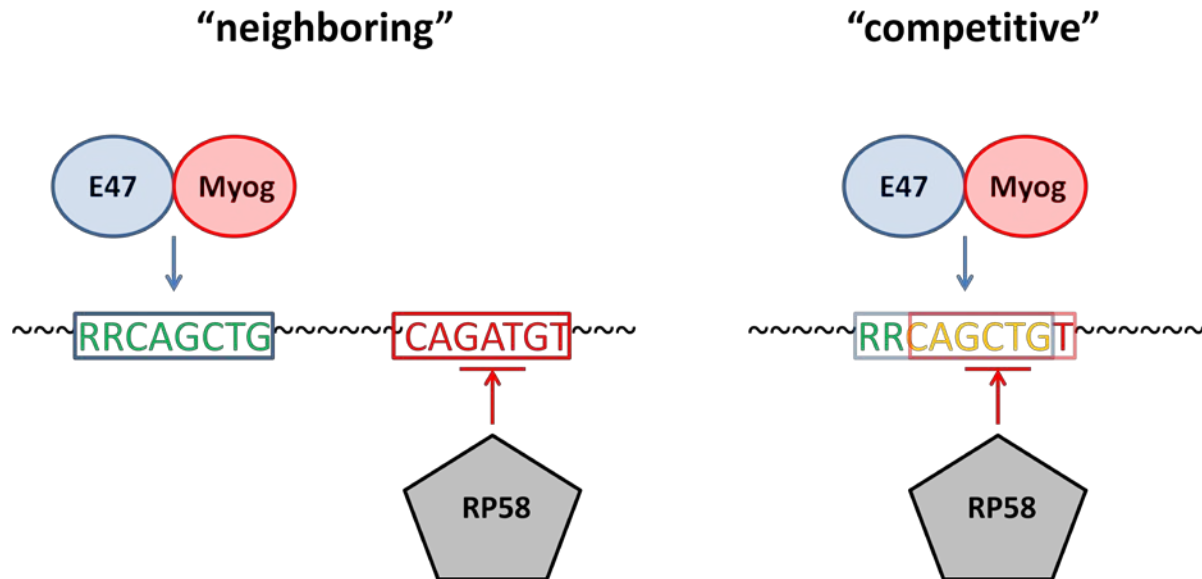 “neighboring”
“competitive”
E47 Myog
E47 Myog
~~~RRCAGCTG~~~~~~CAGATGT~~~
~~~~~RRCAGCTGT~~~~~
RP58
RP58